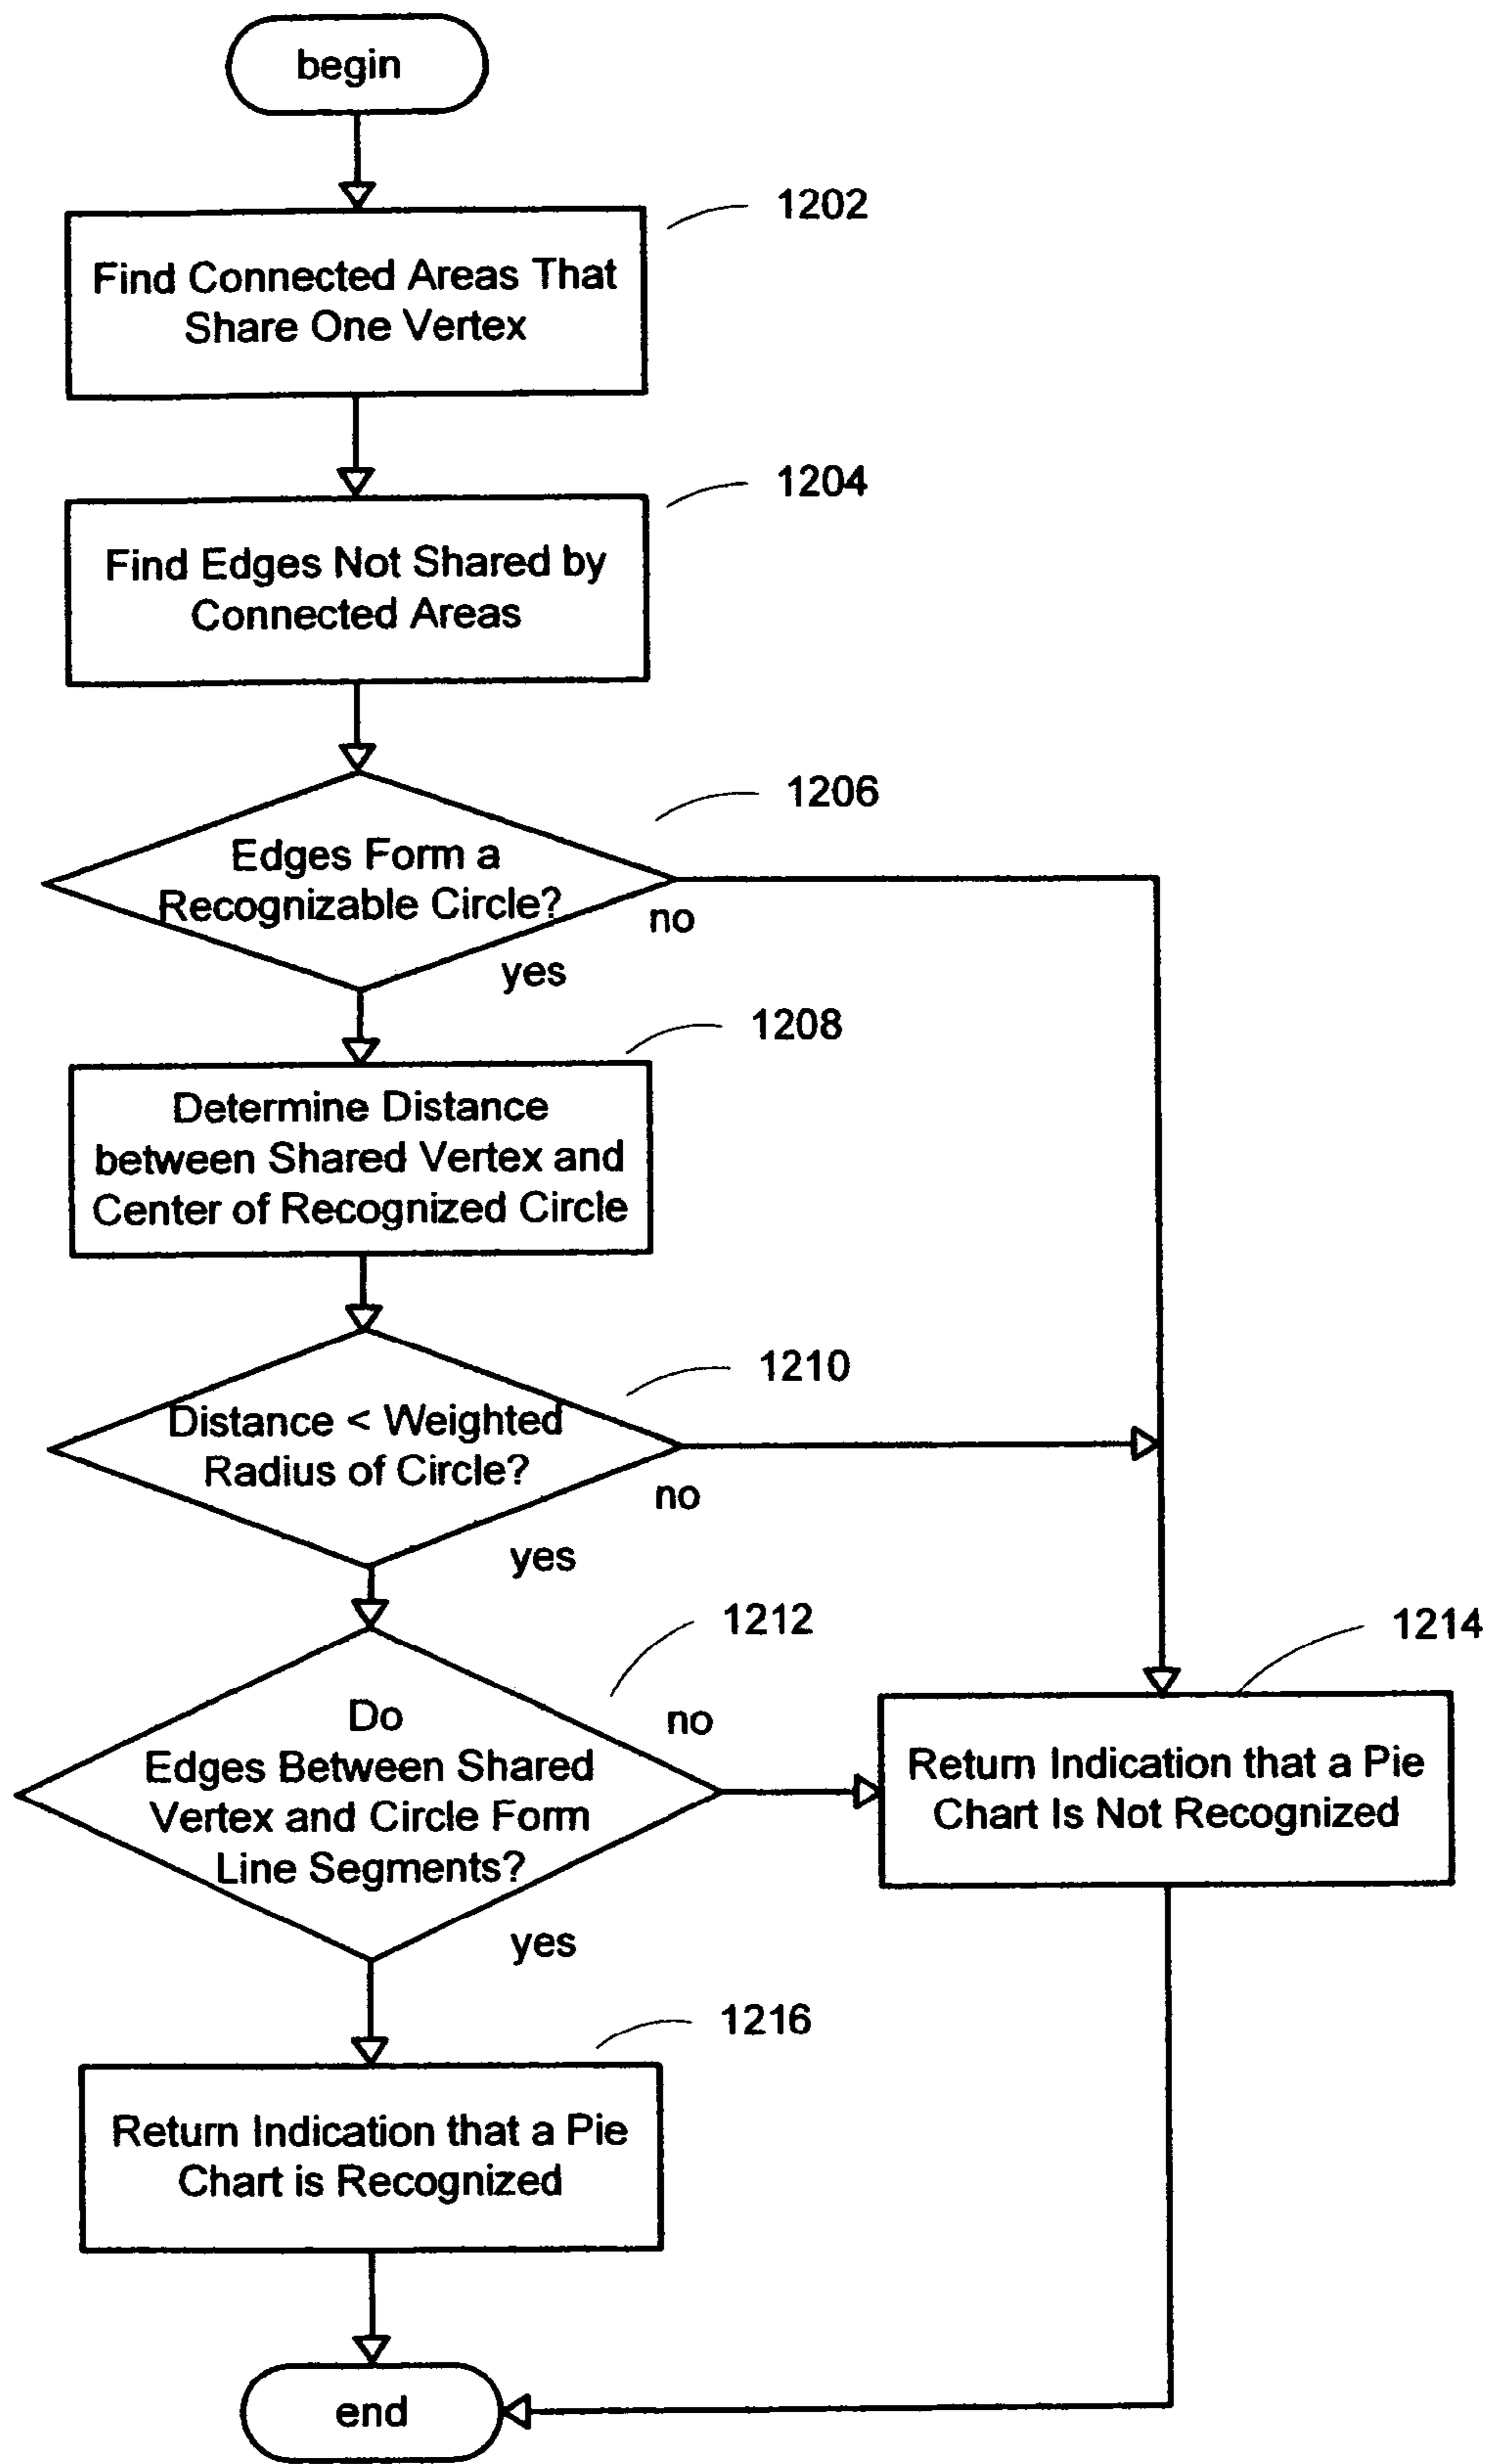 begin
1202
Find Connected Areas That
Share One Vertex
1204
Find Edges Not Shared by
Connected Areas
1206
Edges Form a
Recognizable Circle?
no
yes
1208
Determine Distance
between Shared Vertex and
Center of Recognized Circle
1210
Distance < Weighted
Radius of Circle?
no
yes
1212
Do
Edges Between Shared
Vertex and Circle Form
Line Segments?
no
yes
1214
Return Indication that a Pie
Chart Is Not Recognized
1216
Return Indication that a Pie
Chart is Recognized
end